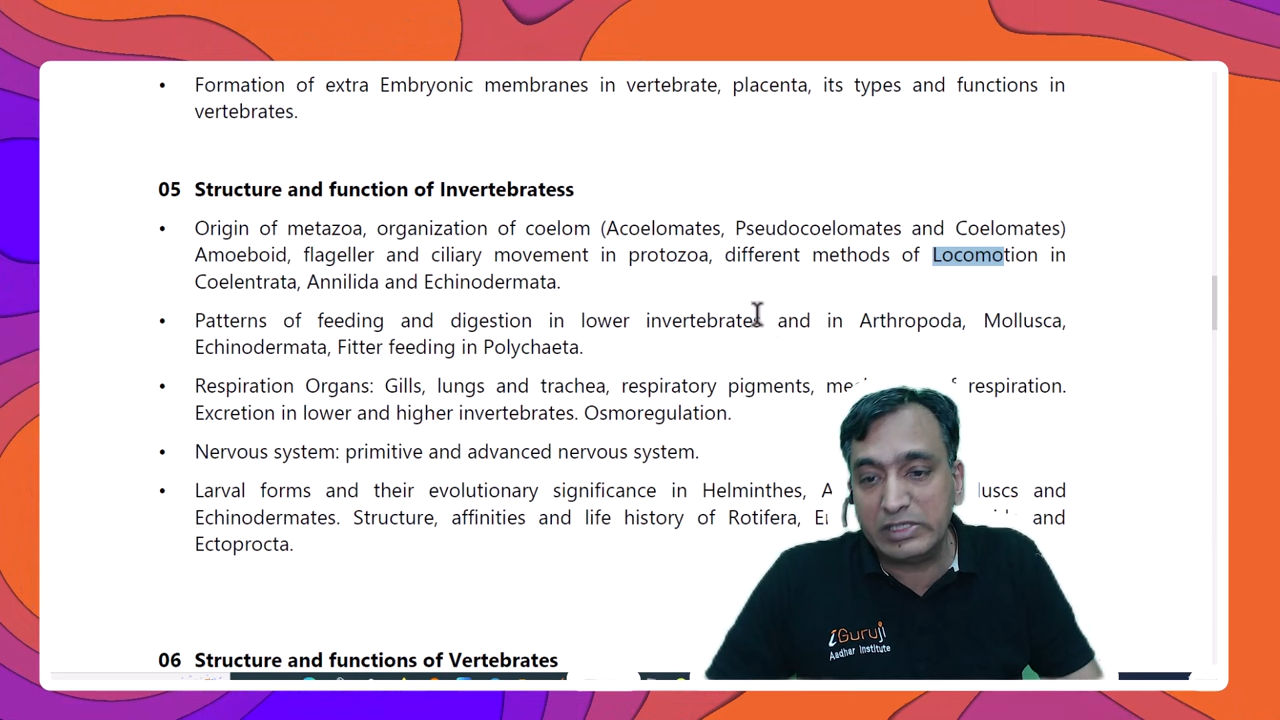 • Formation of extra Embryonic membranes in vertebrate, placenta, its types and functions in
vertebrates.
05 Structure and function of Invertebratess
• Origin of metazoa, organization of coelom (Acoelomates, Pseudocoelomates and Coelomates)
Amoeboid, flageller and ciliary movement in protozoa, different methods of Locomotion in
Coelentrata, Annilida and Echinodermata.
• Patterns of feeding and digestion in lower invertebrates and in Arthropoda, Mollusca,
Echinodermata, Fitter feeding in Polychaeta.
• Respiration Organs: Gills, lungs and trachea, respiratory pigments, respiration.
Excretion in lower and higher invertebrates. Osmoregulation.
• Nervous system: primitive and advanced nervous system.
• Larval forms and their evolutionary significance in Helminthes, and
Echinodermates. Structure, affinities and life history of Rotifera, and
Ectoprocta.
iGuruji
Aadhar Institute
06 Structure and functions of Vertebrates